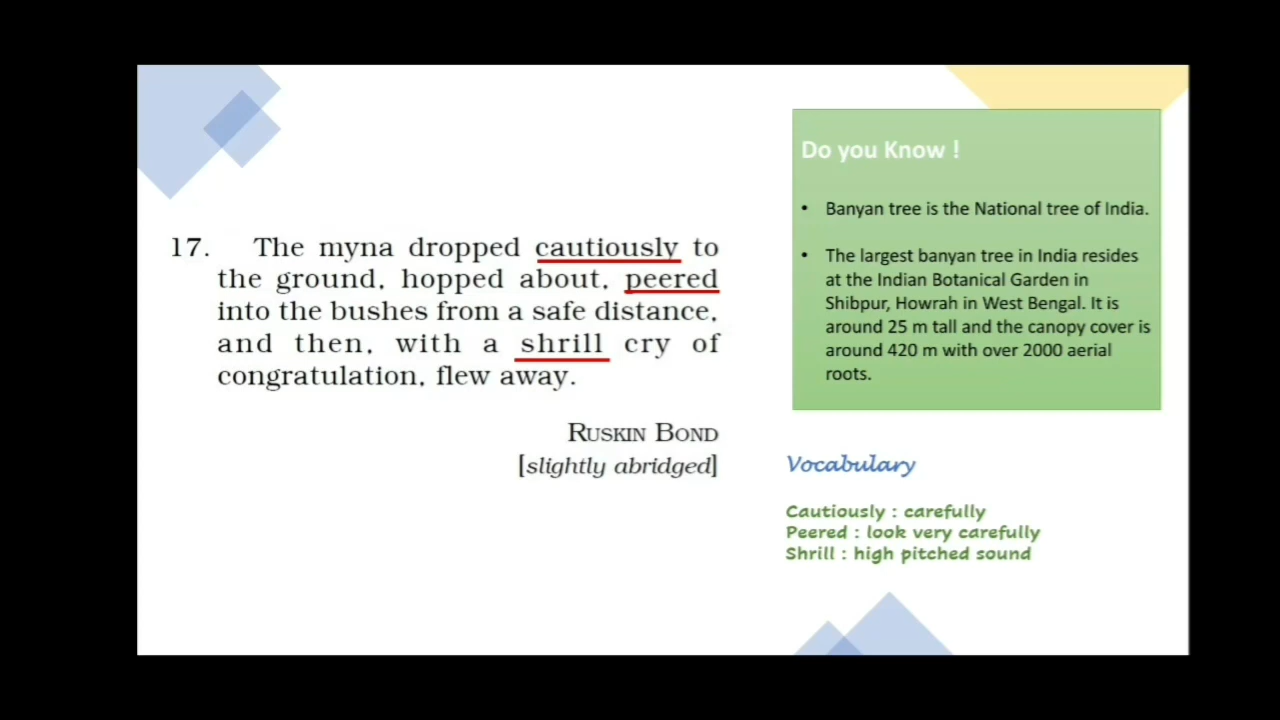 17. The myna dropped cautiously to
the ground, hopped about, peered
into the bushes from a safe distance,
and then, with a shrill cry of
congratulation, flew away.
RUSKIN BOND
[slightly abridged]
Do you Know !
• Banyan tree is the National tree of India.
• The largest banyan tree in India resides
at the Indian Botanical Garden in
Shibpur, Howrah in West Bengal. It is
around 25 m tall and the canopy cover is
around 420 m with over 2000 aerial
roots.
Vocabulary
Cautiously : carefully
Peered : look very carefully
Shrill : high pitched sound